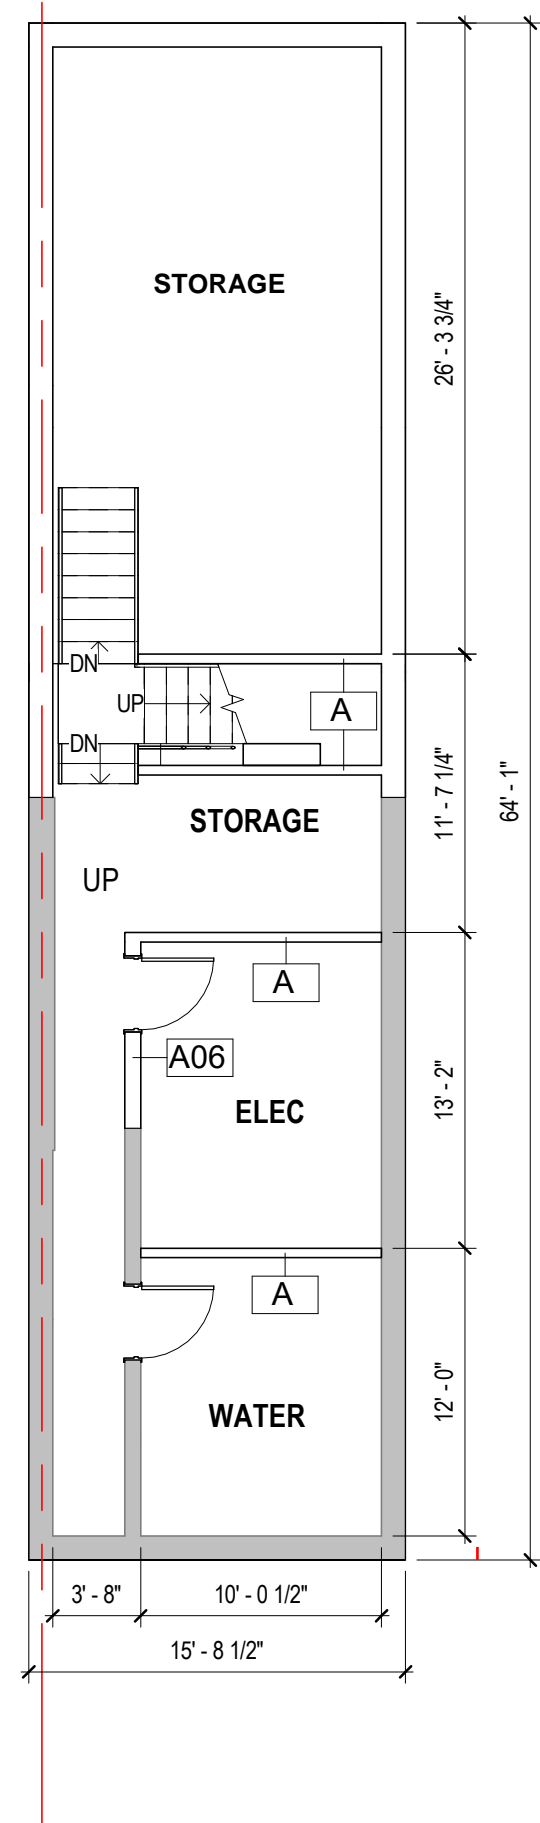 STORAGE
26' - 3 3/4"
DN
UP
A
DN
11' - 7 1/4"
64' - 1"
STORAGE
UP
A
A06
13' - 2"
ELEC
A
12' - 0"
WATER
3' - 8"
10' - 0 1/2"
15' - 8 1/2"